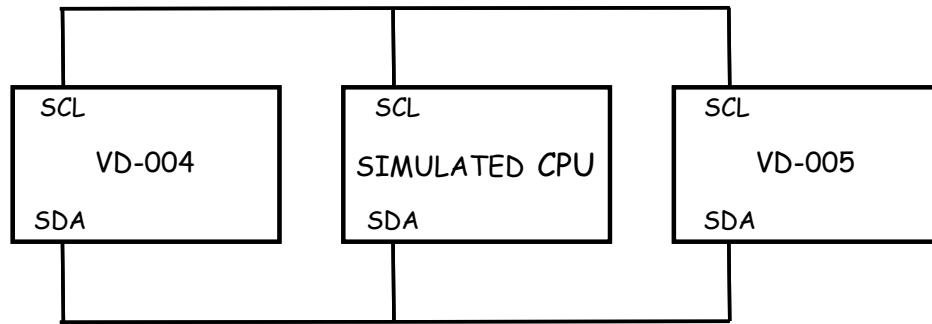 SCL
VD-004
SDA
SCL
SIMULATED CPU
SDA
SCL
VD-005
SDA